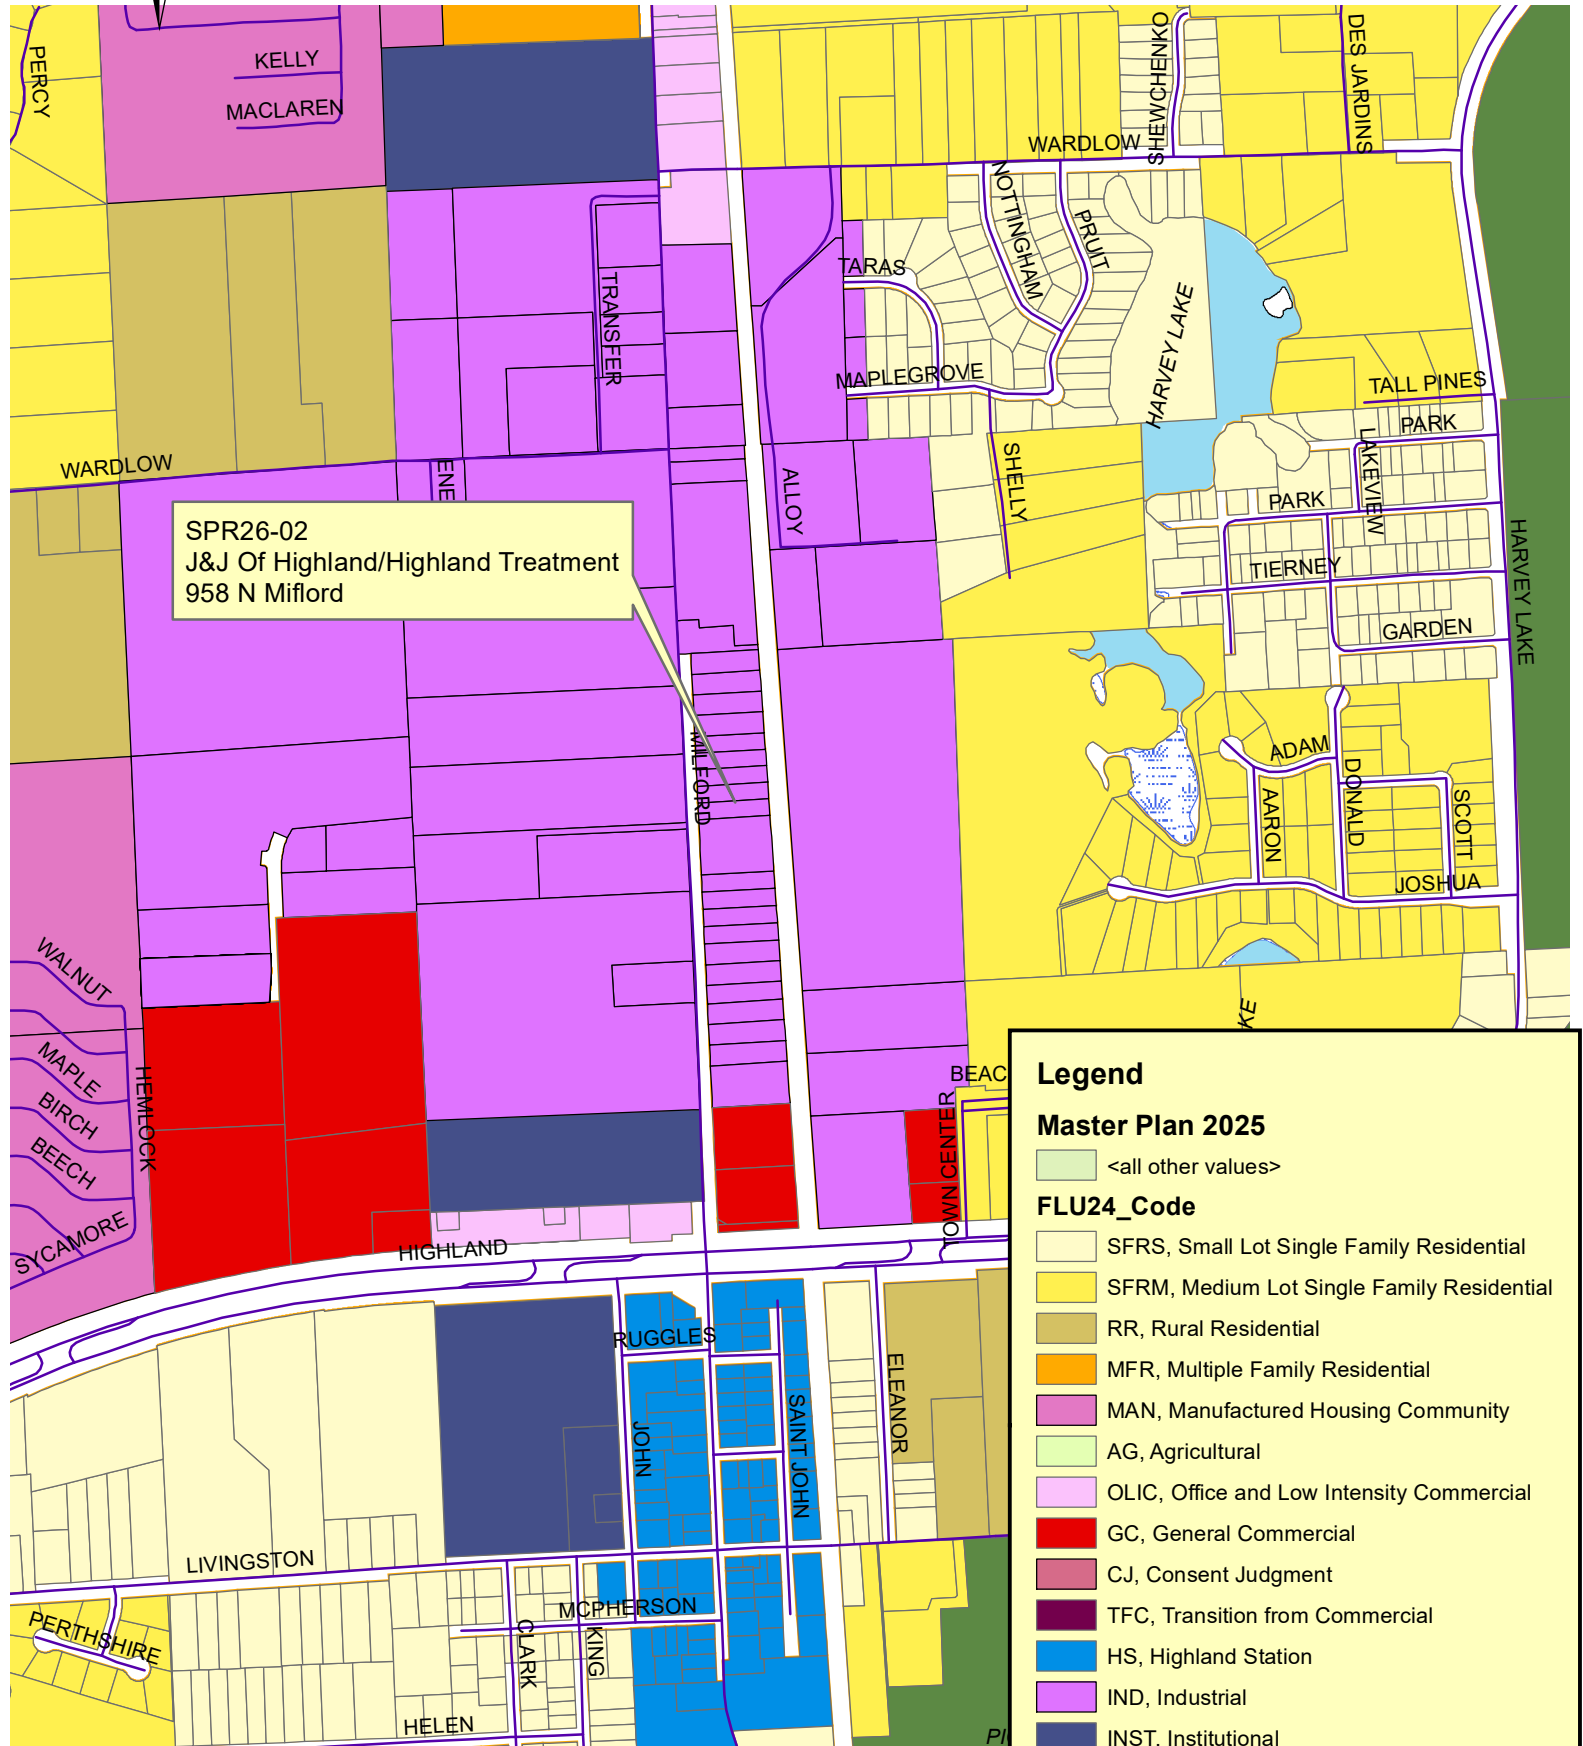 PERCY
KELLY
MACLAREN
SHEWCHENKO
DES JARDINS
WARDLOW
NOTTINGHAM
PRUIT
TARAS
TRANSFER
HARVEY LAKE
MAPLEGROVE
TALL PINES
PARK
LAKEVIEW
WARDLOW
ENE
ALLOY
SHELLY
PARK
HARVEY LAKE
SPR26-02
J&J Of Highland/Highland Treatment
958 N Miflord
TIERNEY
GARDEN
MILFORD
ADAM
DONALD
AARON
SCOTT
JOSHUA
WALNUT
KE
MAPLE
HEMLOCK
BIRCH
BEECH
SYCAMORE
BEAC
TOWN CENTER
HIGHLAND
RUGGLES
JOHN
SAINT JOHN
ELEANOR
LIVINGSTON
MCPHERSON
PERTHSHIRE
CLARK
KING
HELEN
PI
Legend
Master Plan 2025
<all other values>
FLU24_Code
SFRS, Small Lot Single Family Residential
SFRM, Medium Lot Single Family Residential
RR, Rural Residential
MFR, Multiple Family Residential
MAN, Manufactured Housing Community
AG, Agricultural
OLIC, Office and Low Intensity Commercial
GC, General Commercial
CJ, Consent Judgment
TFC, Transition from Commercial
HS, Highland Station
IND, Industrial
INST, Institutional